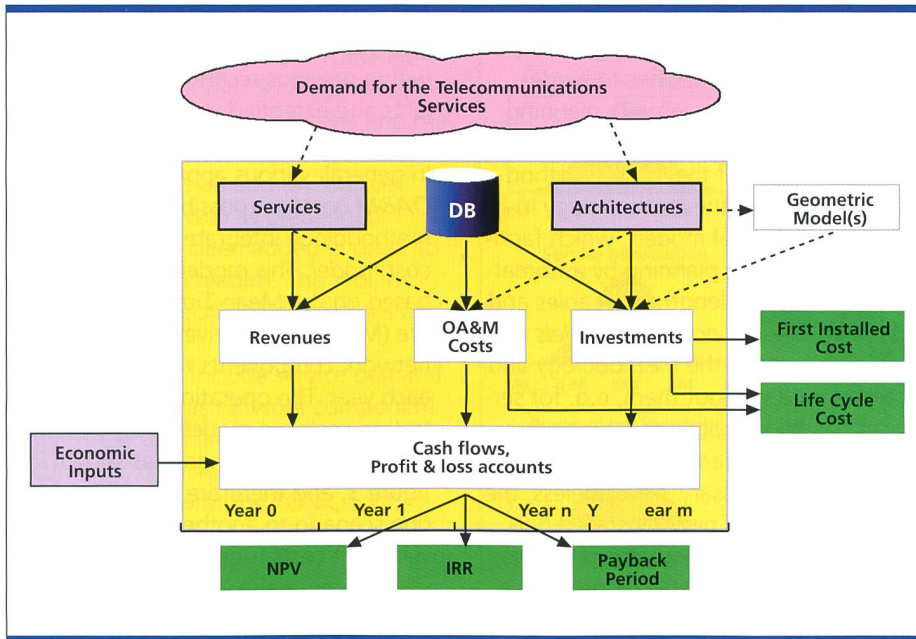 Demand for the Telecommunications
Services
Services
DB
Architectures
Geometric
Model(s)
Revenues
OA&M
Costs
Investments
First Installed
Cost
Life Cycle
Cost
Economic
Inputs
Cash flows,
Profit & loss accounts
Year 0 Year 1 Year n Y ear m
NPV
IRR
Payback
Period